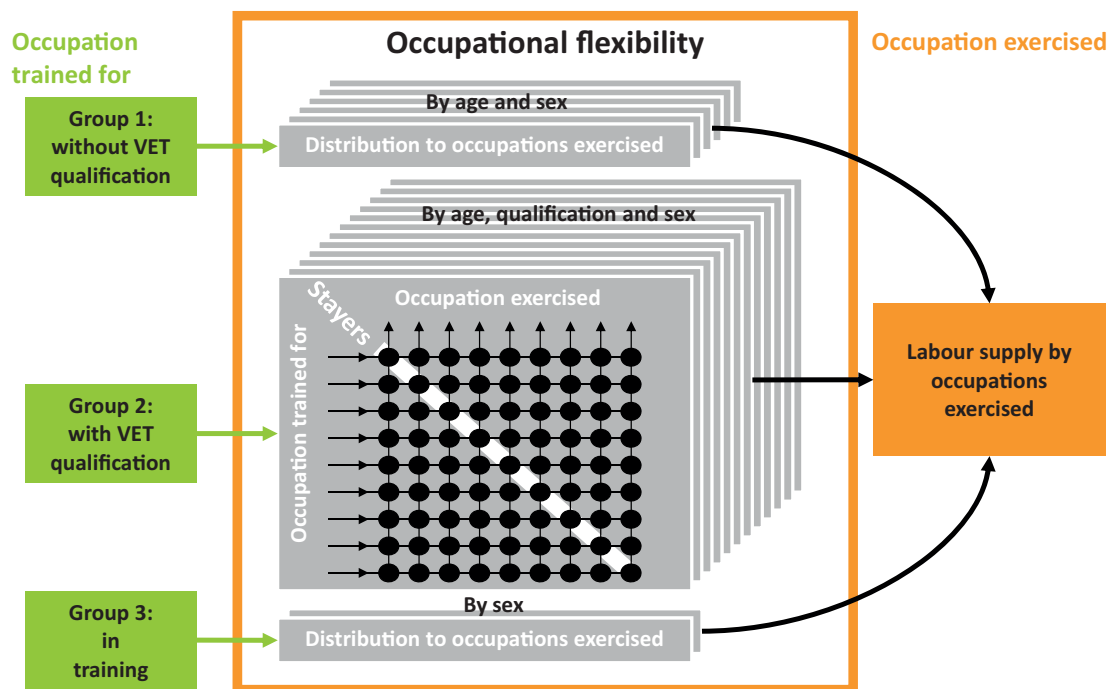 Occupation
trained for
Occupational flexibility
Occupation exercised
Group 1:
without VET
qualification
By age and sex
Distribution to occupations exercised
By age, qualification and sex
Stayers
Occupation exercised
Occupation trained for
Group 2:
with VET
qualification
Labour supply by
occupations
exercised
Group 3:
in
training
By sex
Distribution to occupations exercised